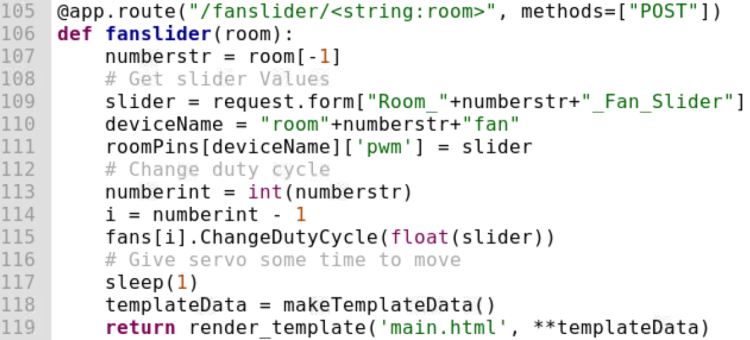 105 @app.route("/fanslider/<string:room>", methods=["POST"])
106 def fanslider(room):
107     numberstr = room[-1]
108     # Get slider Values
109     slider = request.form["Room_"+numberstr+"_Fan_Slider"]
110     deviceName = "room"+numberstr+"fan"
111     roomPins[deviceName]['pwm'] = slider
112     # Change duty cycle
113     numberint = int(numberstr)
114     i = numberint - 1
115     fans[i].ChangeDutyCycle(float(slider))
116     # Give servo some time to move
117     sleep(1)
118     templateData = makeTemplateData()
119     return render_template('main.html', **templateData)